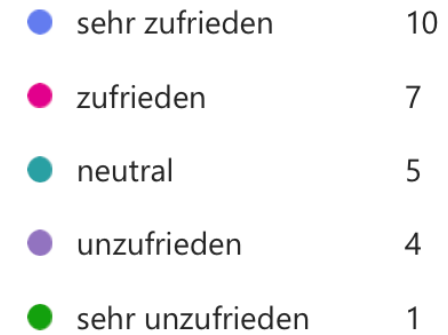 sehr zufrieden 10
zufrieden 7
neutral 5
unzufrieden 4
sehr unzufrieden 1